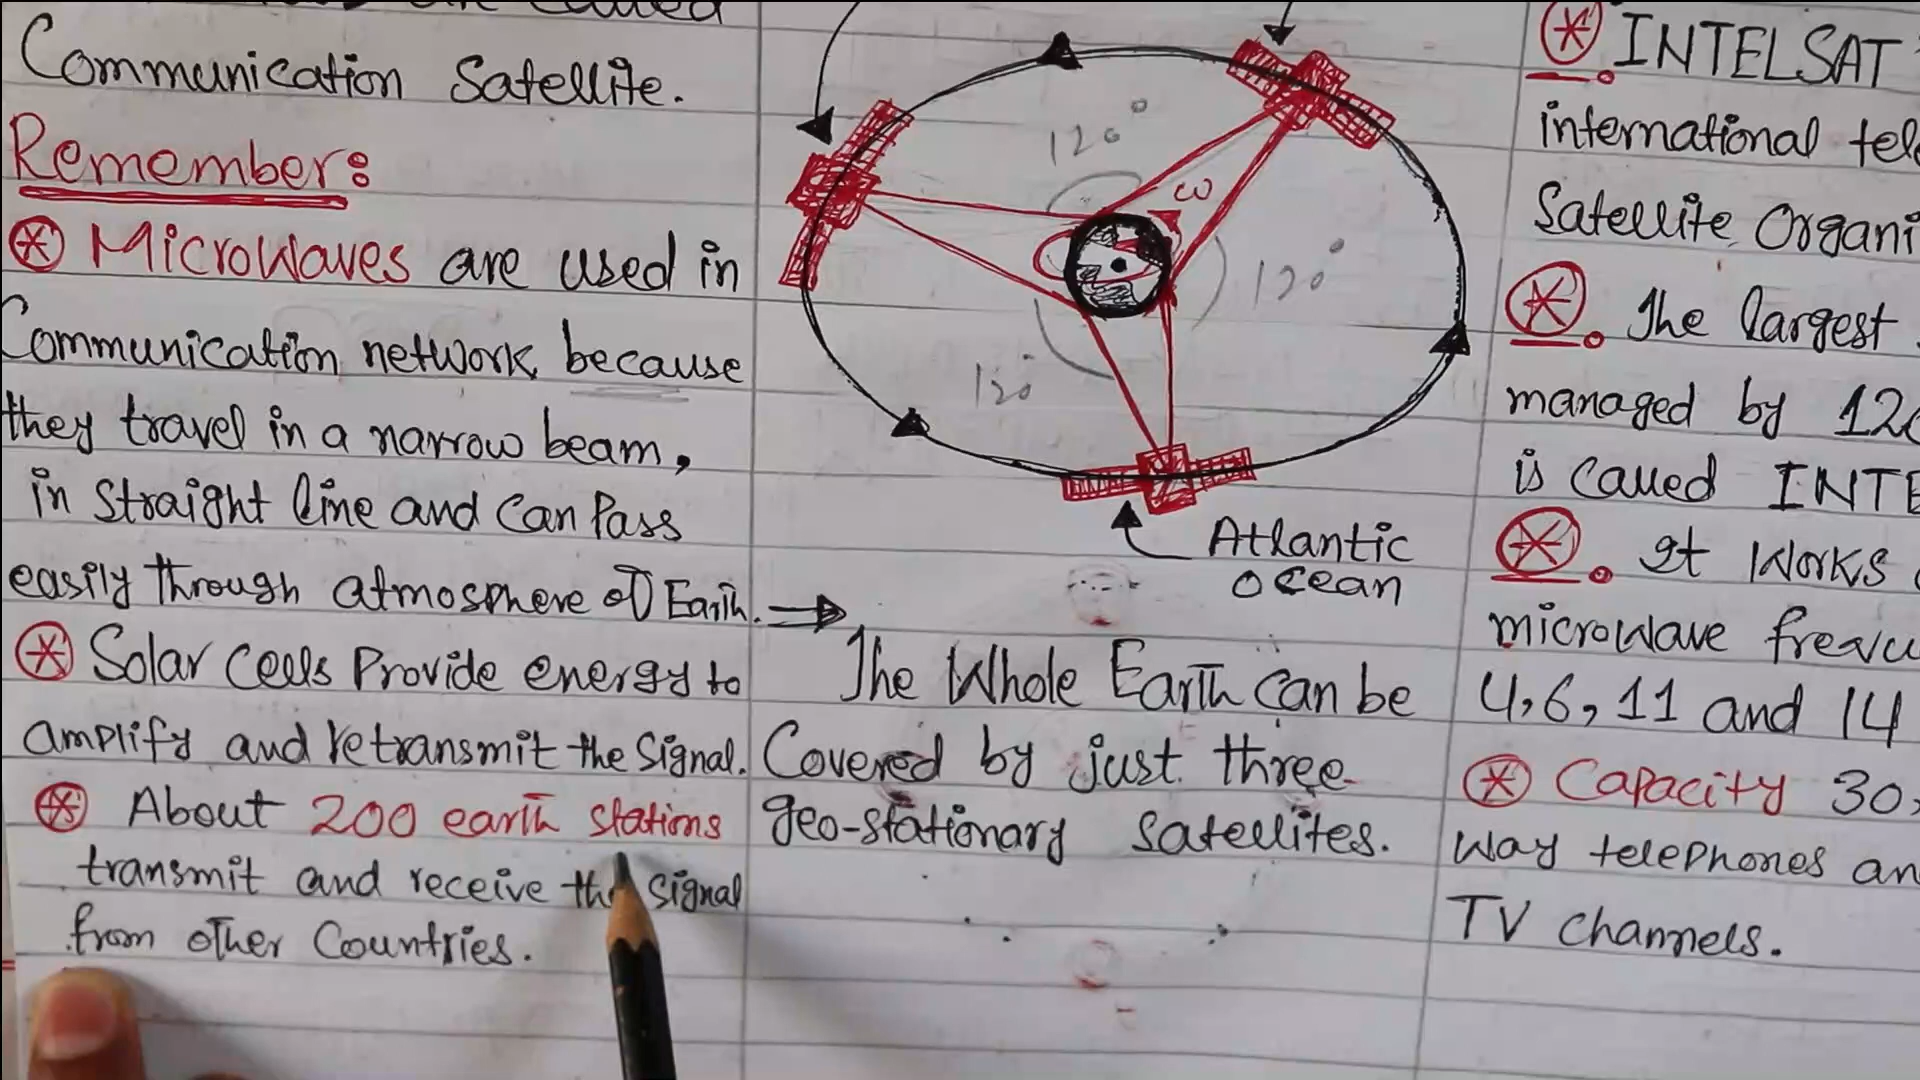 Communication Satellite.
Remember:
Microwaves are used in
Communication network because
they travel in a narrow beam,
in straight line and can Pass
easily through atmosphere of Earth.
Solar Cells Provide energy to
amplify and retransmit the Signal.
About 200 earth stations
transmit and receive the Signal
from other Countries.
120°
ω
120°
120°
Atlantic
Ocean
The Whole Earth can be
Covered by just three
geo-stationary Satellites.
INTELSAT
international
Satellite
The largest
managed by
is called
It works
microwave
4,6,11 and 14
Capacity 30,
way telephones
TV channels.